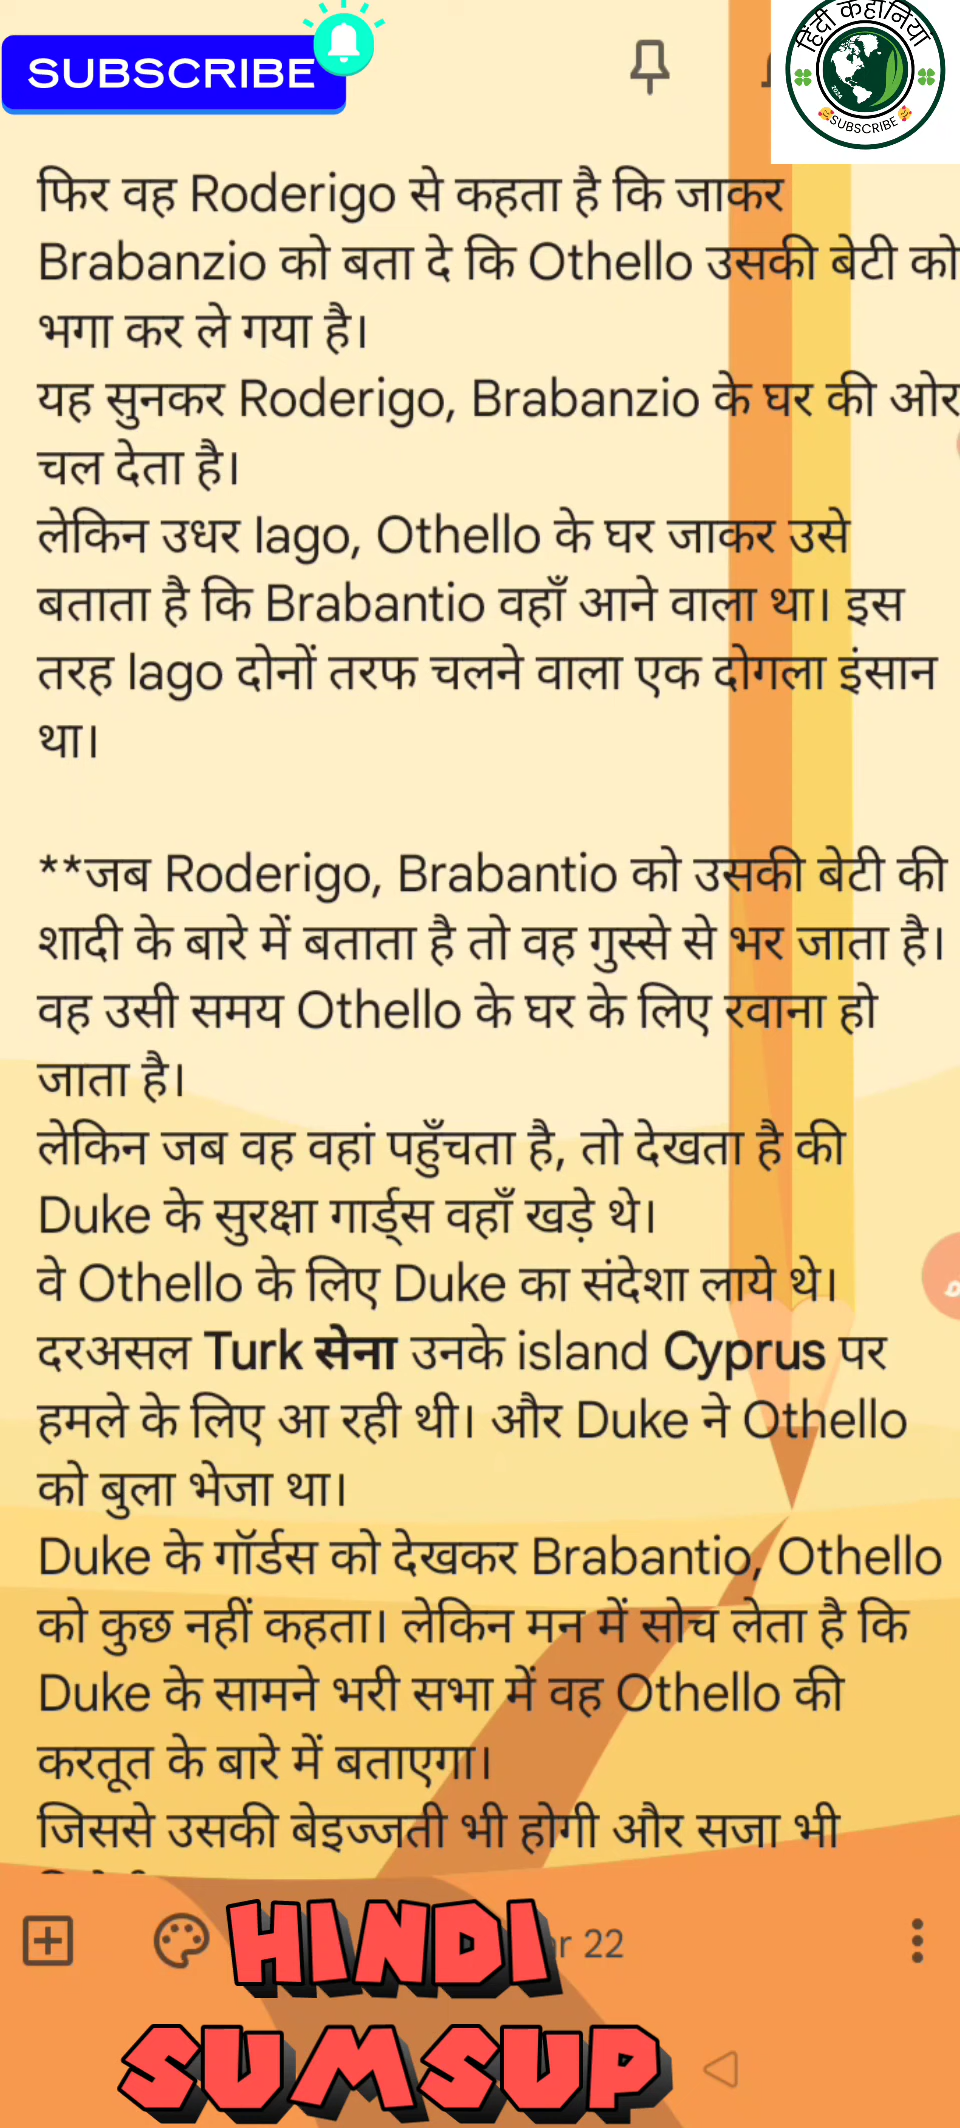 SUBSCRIBE
हिंदी कहानियां
2024
SUBSCRIBE
फिर वह Roderigo से कहता है कि जाकर
Brabanzio को बता दे कि Othello उसकी बेटी को
भगा कर ले गया है।
यह सुनकर Roderigo, Brabanzio के घर की ओर
चल देता है।
लेकिन उधर Iago, Othello के घर जाकर उसे
बताता है कि Brabantio वहाँ आने वाला था। इस
तरह Iago दोनों तरफ चलने वाला एक दोगला इंसान
था।
**जब Roderigo, Brabantio को उसकी बेटी की
शादी के बारे में बताता है तो वह गुस्से से भर जाता है।
वह उसी समय Othello के घर के लिए रवाना हो
जाता है।
लेकिन जब वह वहां पहुँचता है, तो देखता है की
Duke के सुरक्षा गार्ड्स वहाँ खड़े थे।
वे Othello के लिए Duke का संदेशा लाये थे।
दरअसल Turk सेना उनके island Cyprus पर
हमले के लिए आ रही थी। और Duke ने Othello
को बुला भेजा था।
Duke के गॉर्डस को देखकर Brabantio, Othello
को कुछ नहीं कहता। लेकिन मन में सोच लेता है कि
Duke के सामने भरी सभा में वह Othello की
करतूत के बारे में बताएगा।
जिससे उसकी बेइज्जती भी होगी और सजा भी
22
HINDI
SUMSUP